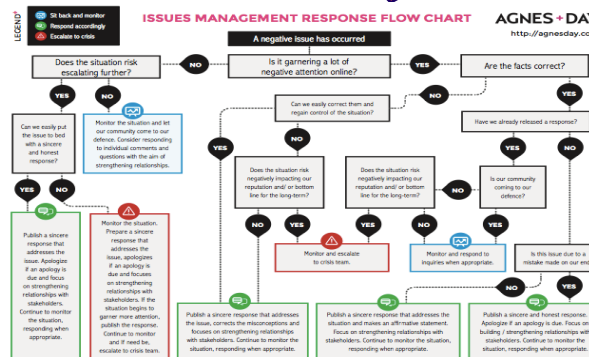 LEGEND
Sit back and monitor
Respond accordingly
Escalate to crisis
ISSUES MANAGEMENT RESPONSE FLOW CHART
AGNES + DA
http://agnesday.co
A negative issue has occurred
Does the situation risk
escalating further?
NO
Is it garnering a lot of
negative attention online?
YES
Are the facts correct?
YES
NO
NO
YES
Can we easily put
the issue to bed
with a sincere
and honest
response?
Monitor the situation and let
our community come to our
defence. Consider responding
to individual comments and
questions with the aim of
strengthening relationships.
Can we easily correct them and
regain control of the situation?
Have we already released a response?
YES
NO
YES
NO
YES
NO
Does the situation risk
negatively impacting our
reputation and/ or bottom
line for the long-term?
Does the situation risk
negatively impacting our
reputation and/ or bottom
line for the long-term?
NO
Is our community
coming to our
defence?
Publish a sincere
response that
addresses the
issue. Apologize
if an apology is
due and focus
on strengthening
relationships with
stakeholders.
Continue to monitor
the situation,
responding when
appropriate.
Monitor the situation.
Prepare a sincere
response that
addresses the
issue, apologizes
if an apology is
due and focuses
on strengthening
relationships with
stakeholders. If the
situation begins to
garner more attention,
publish the response.
Continue to monitor
and if need be,
escalate to crisis team.
NO
YES
YES
NO
YES
Monitor and escalate
to crisis team.
Monitor and respond to
inquiries when appropriate.
Is this issue due to a
mistake made on our end
NO
YES
Publish a sincere response that addresses the
issue, corrects the misconceptions and
focuses on strengthening relationships
with stakeholders. Continue to monitor the
situation, responding when appropriate.
Publish a sincere response that addresses the
situation and makes an affirmative statement.
Focus on strengthening relationships with
stakeholders. Continue to monitor the situation,
responding when appropriate.
Publish a sincere and honest response.
Apologize if an apology is due. Focus on
building / strengthening relationships with
stakeholders. Continue to monitor the
situation, responding when appropriate.